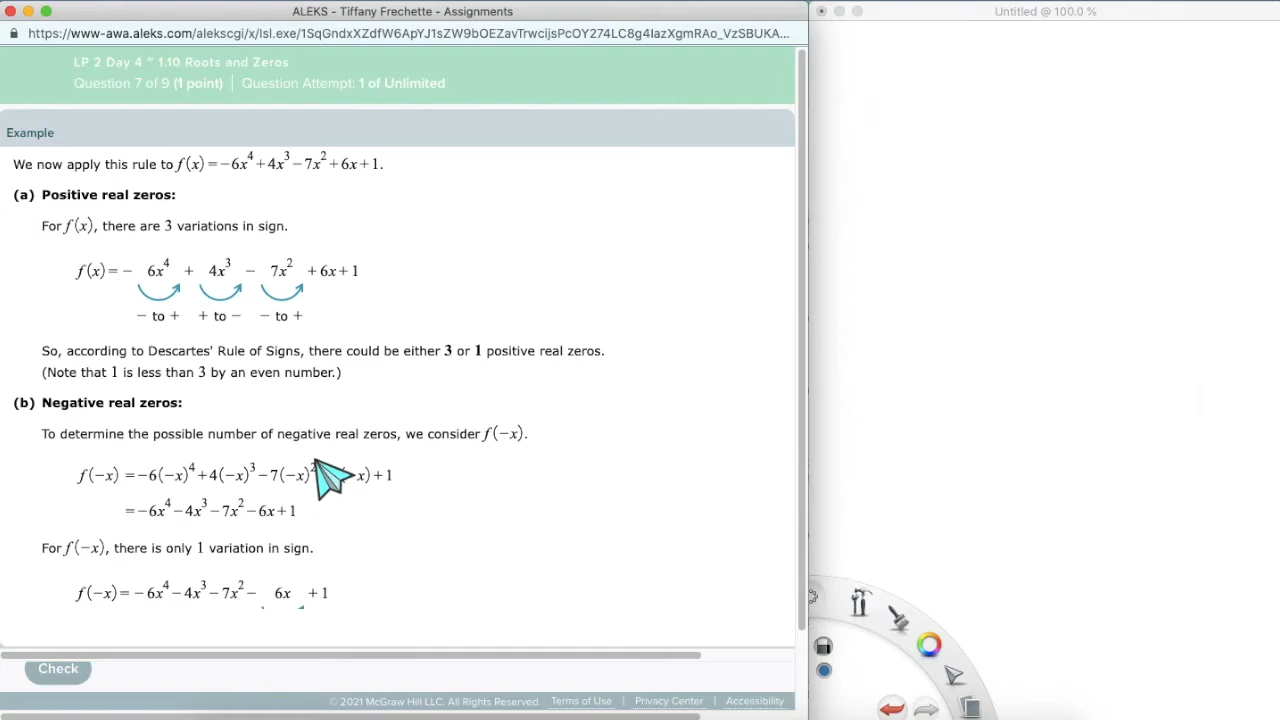 ALEKS - Tiffany Frechette - Assignments
Untitled @ 100.0 %
https://www-awa.aleks.com/alekscgi/x/Isl.exe/1SqGndxXZdfW6ApYJ1sZW9bOEZavTrwcijsPcOY274LC8g4IazXgmRAo_VzSBUKA...
LP 2 Day 4 ~ 1.10 Roots and Zeros
Question 7 of 9 (1 point) | Question Attempt: 1 of Unlimited
Example
We now apply this rule to f(x)=−6x⁴+4x³−7x²+6x+1.
(a) Positive real zeros:
For f(x), there are 3 variations in sign.
f(x)=− 6x⁴ + 4x³ − 7x² +6x+1
− to + + to − − to +
So, according to Descartes' Rule of Signs, there could be either 3 or 1 positive real zeros.
(Note that 1 is less than 3 by an even number.)
(b) Negative real zeros:
To determine the possible number of negative real zeros, we consider f(−x).
f(−x) =−6(−x)⁴+4(−x)³−7(−x)² x)+1
=−6x⁴−4x³−7x²−6x+1
For f(−x), there is only 1 variation in sign.
f(−x)=−6x⁴−4x³−7x²− 6x +1
Check
© 2021 McGraw Hill LLC. All Rights Reserved. Terms of Use | Privacy Center | Accessibility